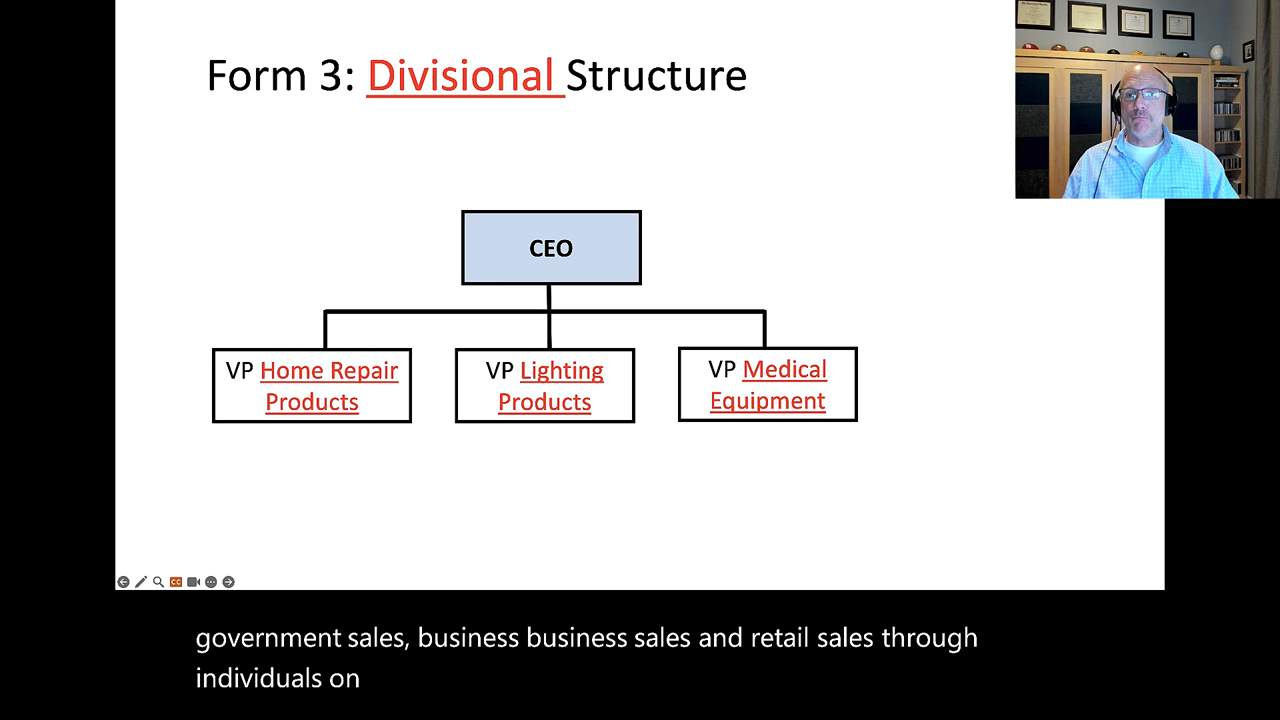 Form 3: Divisional Structure
CEO
VP Home Repair
Products
VP Lighting
Products
VP Medical
Equipment
CC
government sales, business business sales and retail sales through
individuals on